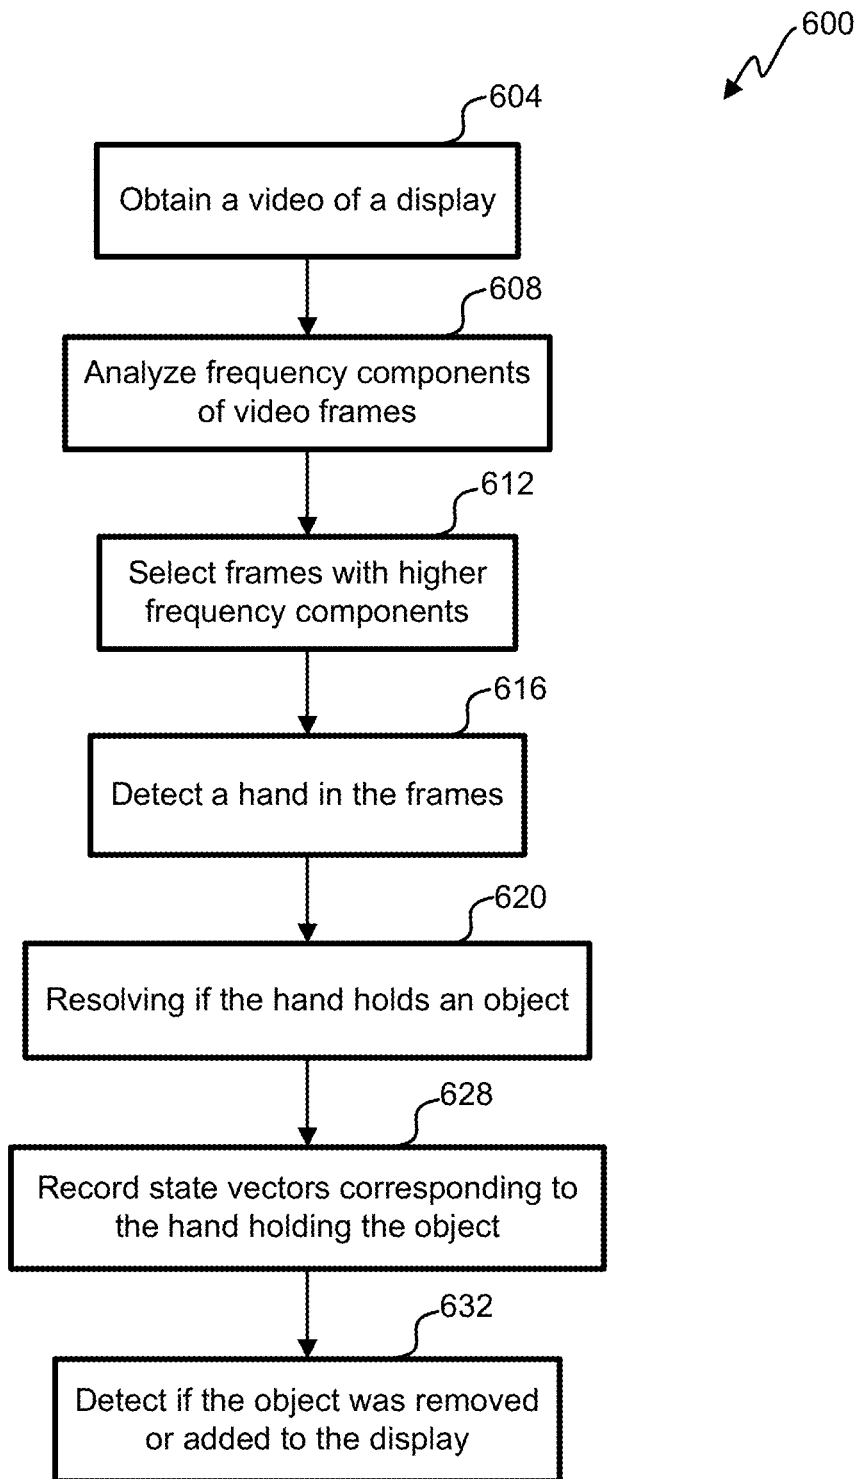 600
604
Obtain a video of a display
608
Analyze frequency components
of video frames
612
Select frames with higher
frequency components
616
Detect a hand in the frames
620
Resolving if the hand holds an object
628
Record state vectors corresponding to
the hand holding the object
632
Detect if the object was removed
or added to the display